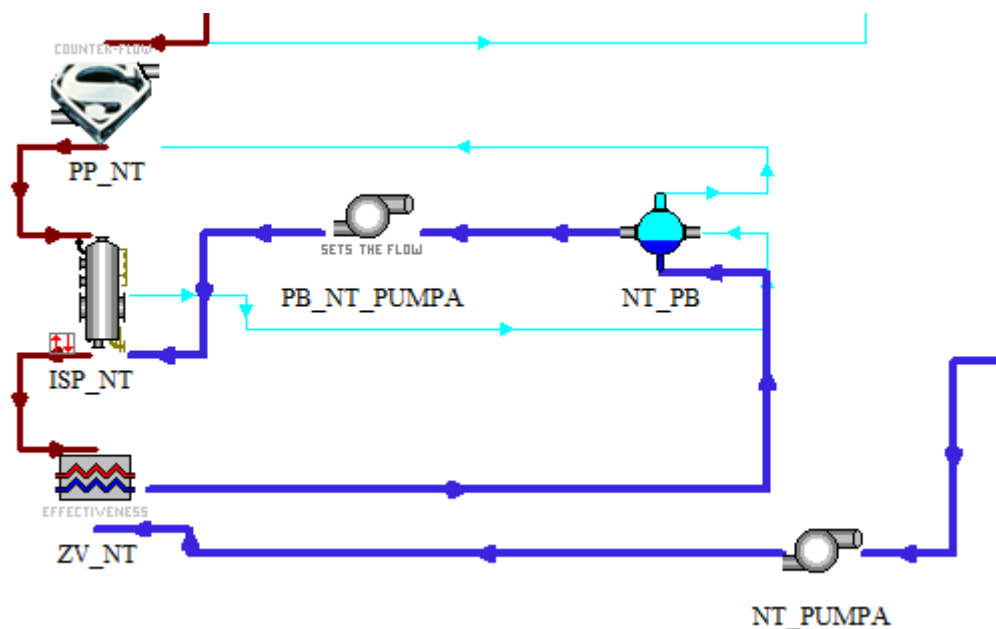 COUNTER-FLOW
PP_NT
SETS THE FLOW
PB_NT_PUMPA
NT_PB
ISP_NT
EFFECTIVENESS
ZV_NT
NT_PUMPA